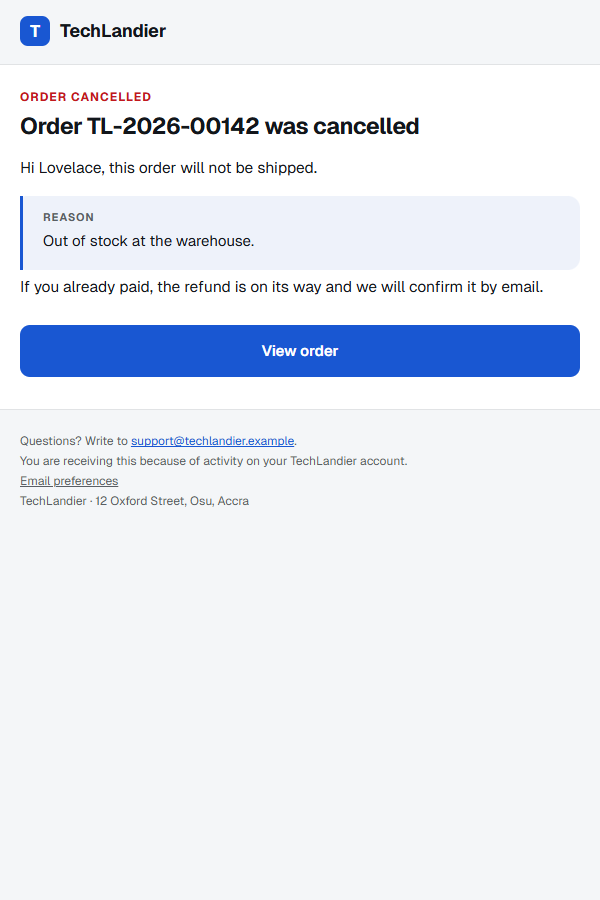 T TechLandier
ORDER CANCELLED
Order TL-2026-00142 was cancelled
Hi Lovelace, this order will not be shipped.
REASON
Out of stock at the warehouse.
If you already paid, the refund is on its way and we will confirm it by email.
View order
Questions? Write to support@techlandier.example.
You are receiving this because of activity on your TechLandier account.
Email preferences
TechLandier · 12 Oxford Street, Osu, Accra